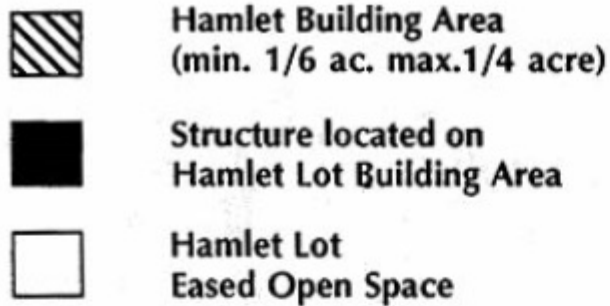 Hamlet Building Area
(min. 1/6 ac. max.1/4 acre)
Structure located on
Hamlet Lot Building Area
Hamlet Lot
Eased Open Space